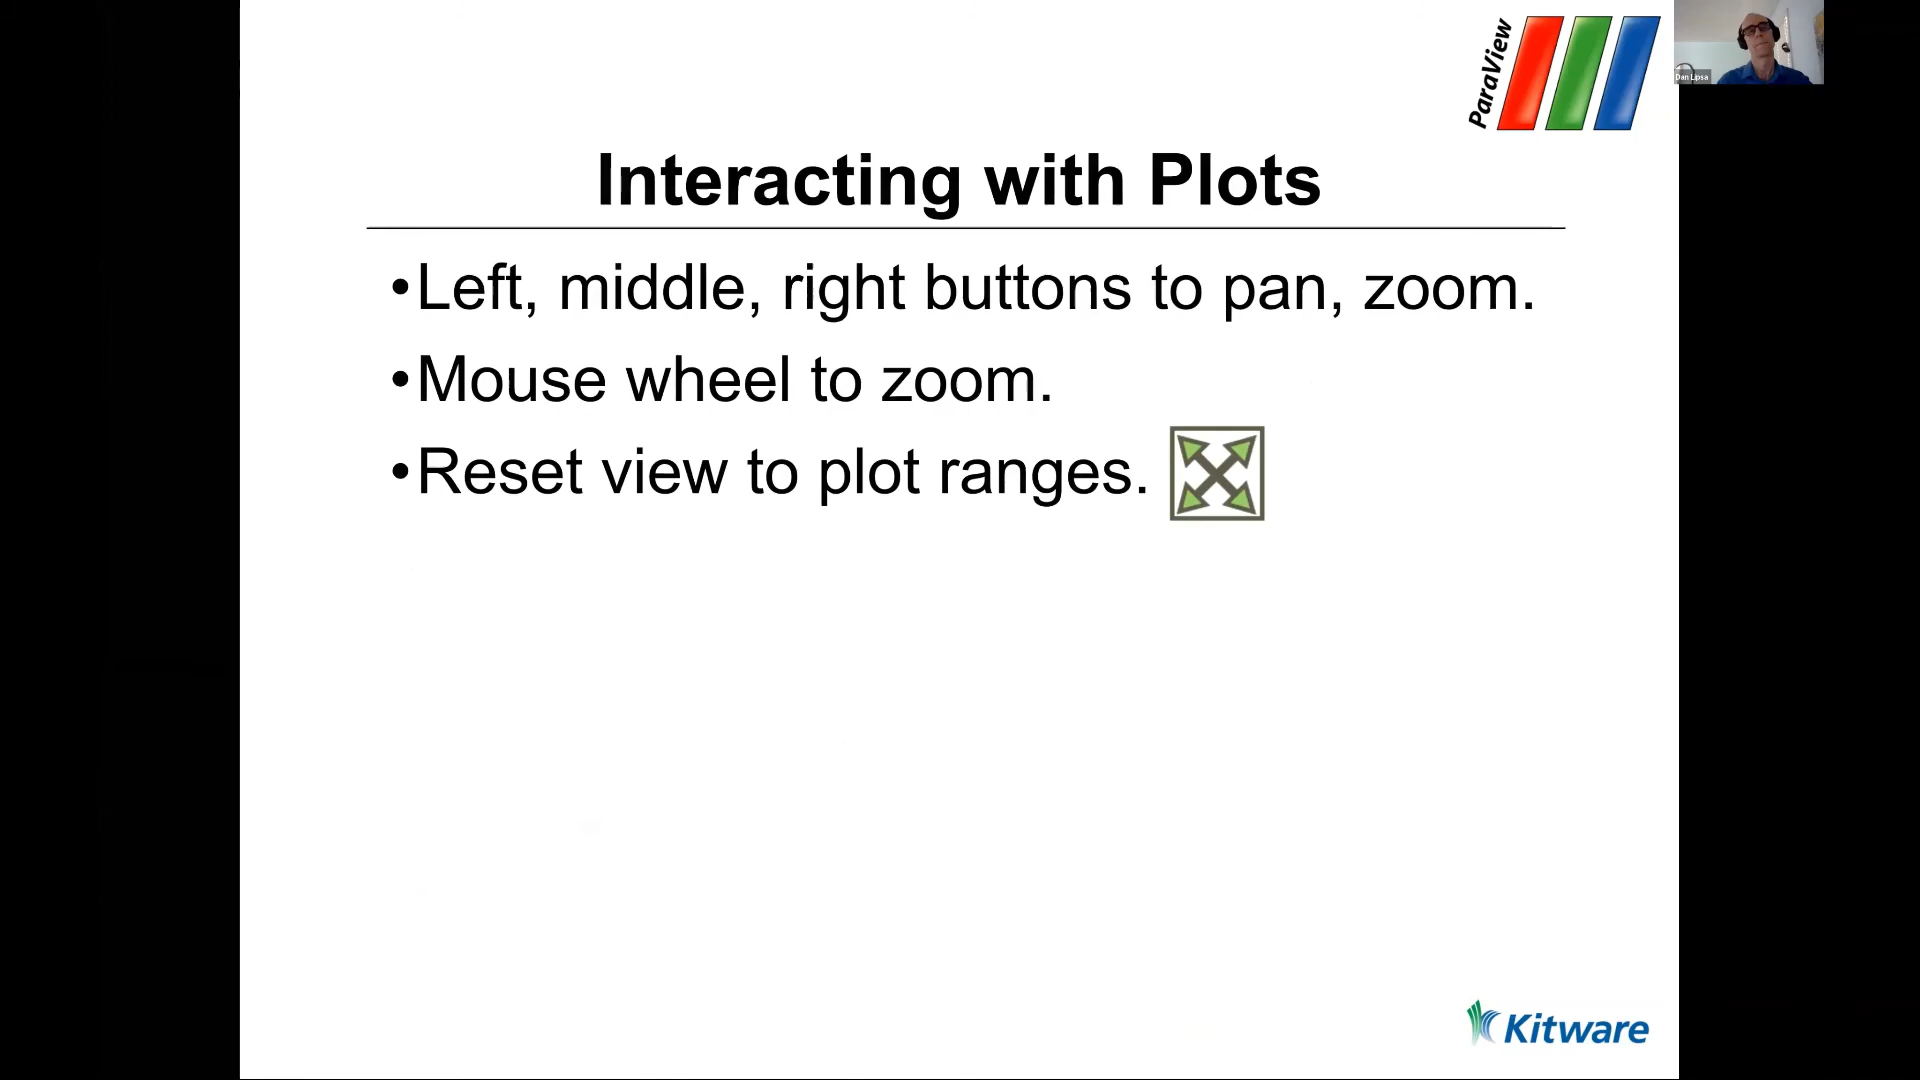 ParaView
Dan Lipsa
Interacting with Plots
•Left, middle, right buttons to pan, zoom.
•Mouse wheel to zoom.
•Reset view to plot ranges.
Kitware